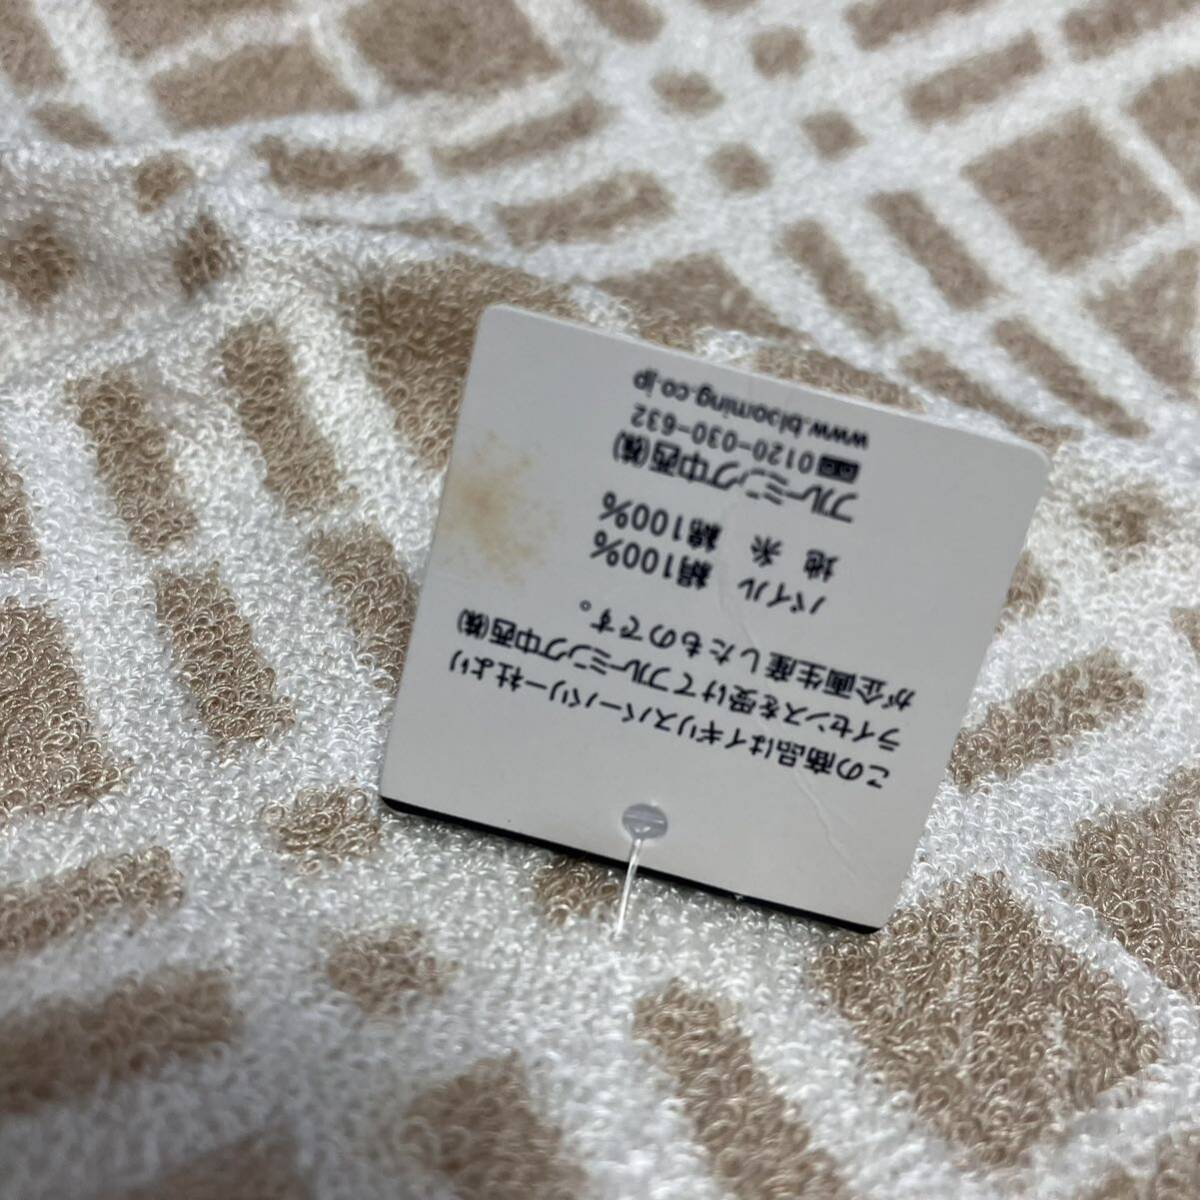 この商品はイギリスバーバリー社より
ライセンスを受けてブルーミング中西㈱
が企画生産したものです。
パイル 絹100%
地糸 綿100%
ブルーミング中西㈱
0120-030-632
www.blooming.co.jp